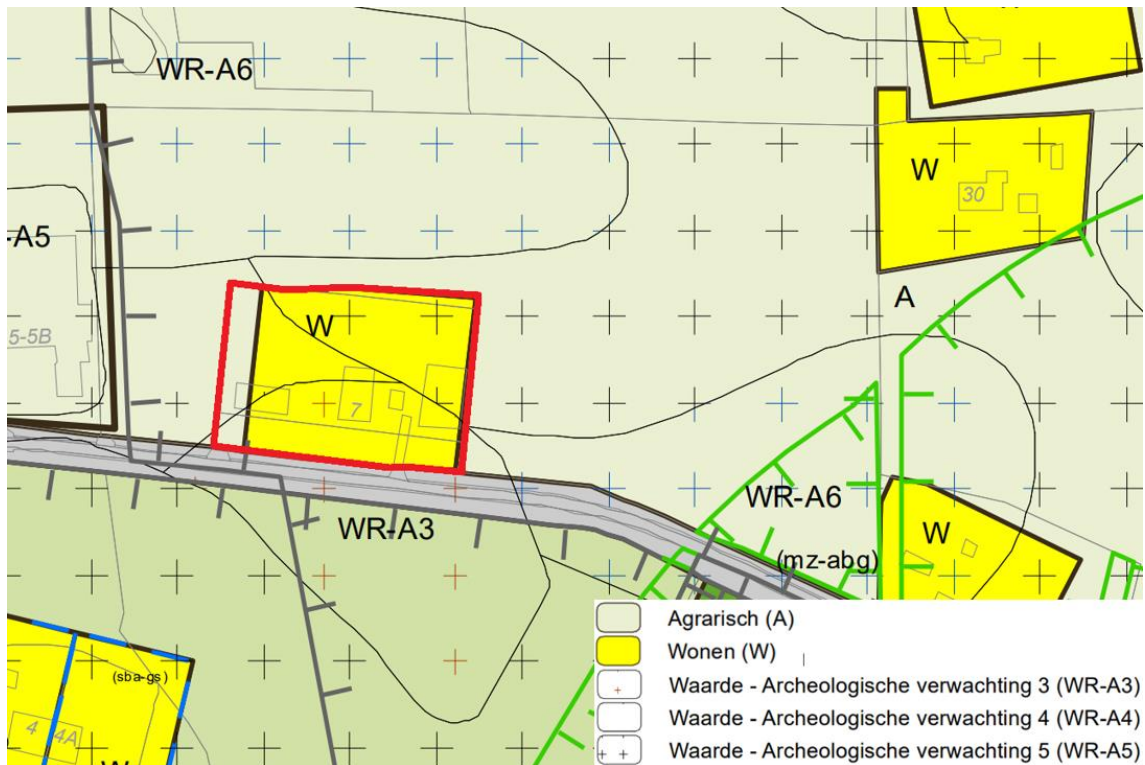 WR-A6
W
30
-A5
A
W
5-5B
7
WR-A6
WR-A3
W
(mz-abg)
Agrarisch (A)
Wonen (W)
(sba-gs)
Waarde - Archeologische verwachting 3 (WR-A3)
Waarde - Archeologische verwachting 4 (WR-A4)
4
4A
Waarde - Archeologische verwachting 5 (WR-A5)